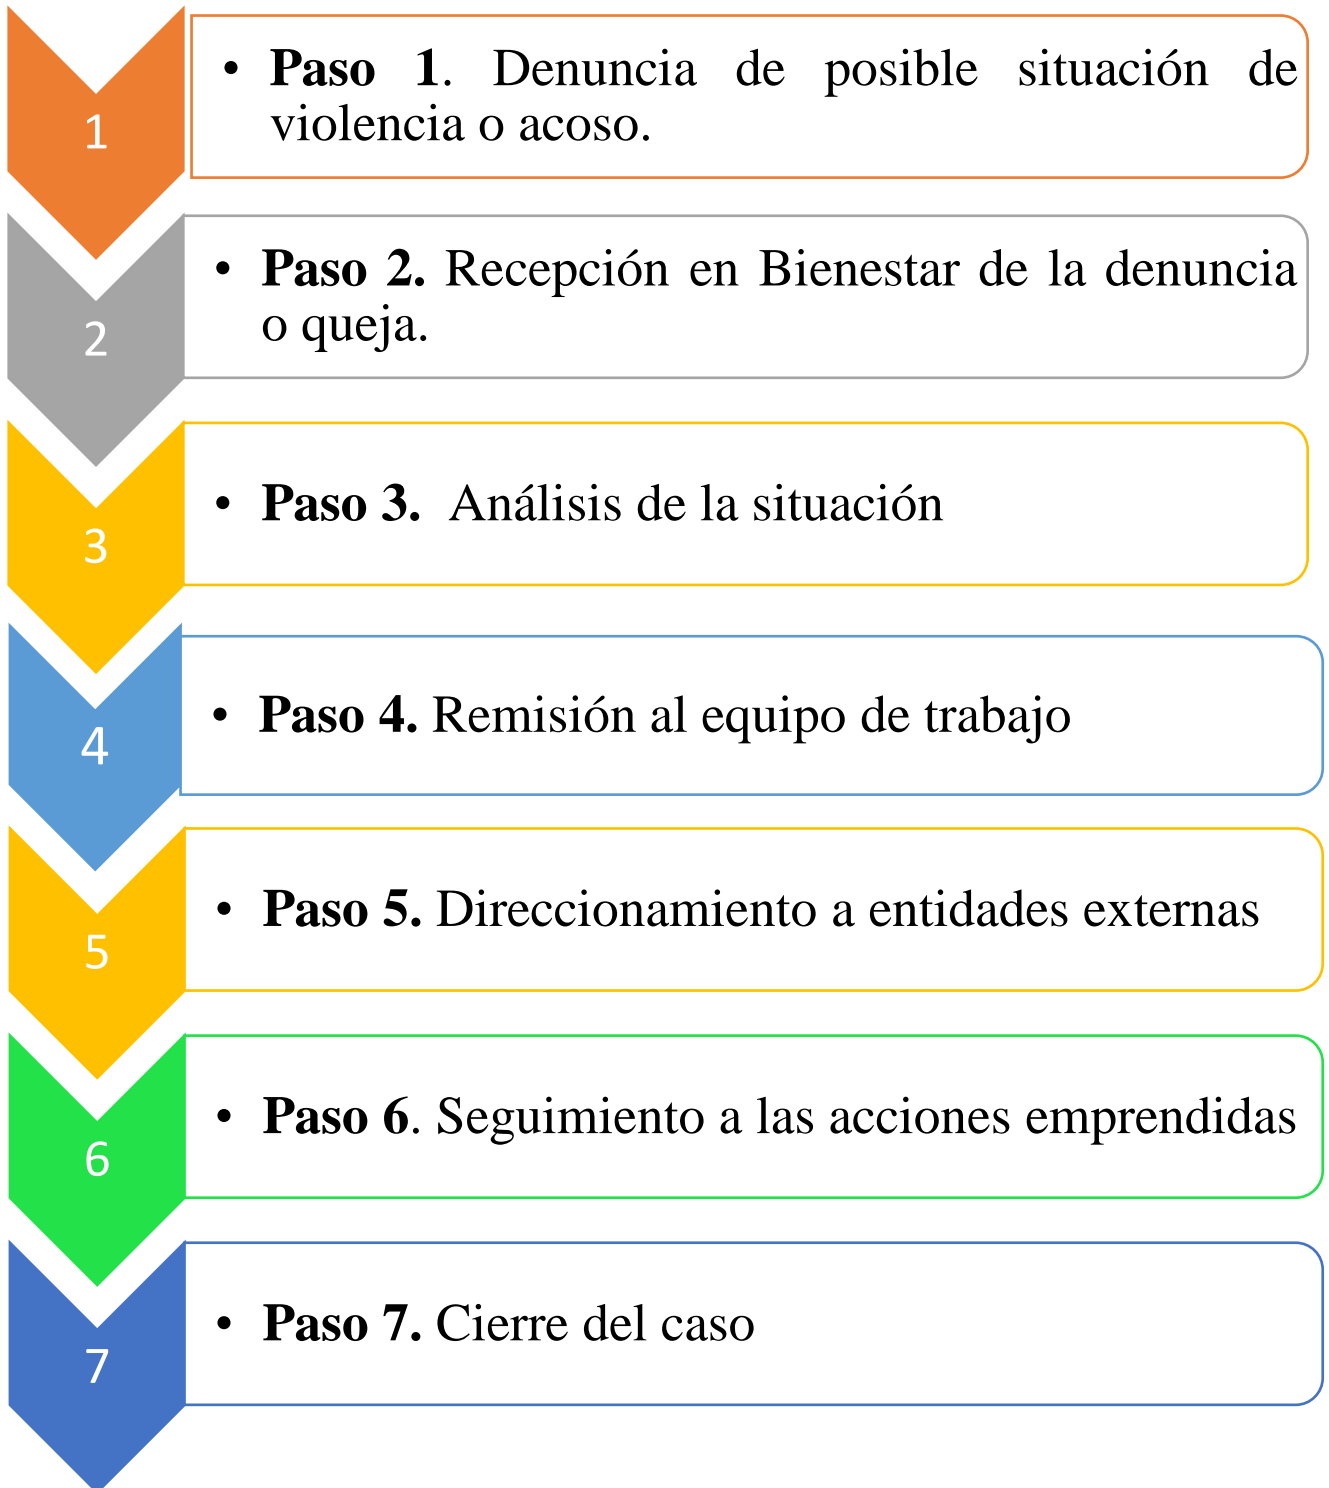 1
• Paso 1. Denuncia de posible situación de
violencia o acoso.
2
• Paso 2. Recepción en Bienestar de la denuncia
o queja.
3
• Paso 3. Análisis de la situación
4
• Paso 4. Remisión al equipo de trabajo
5
• Paso 5. Direccionamiento a entidades externas
6
• Paso 6. Seguimiento a las acciones emprendidas
7
• Paso 7. Cierre del caso